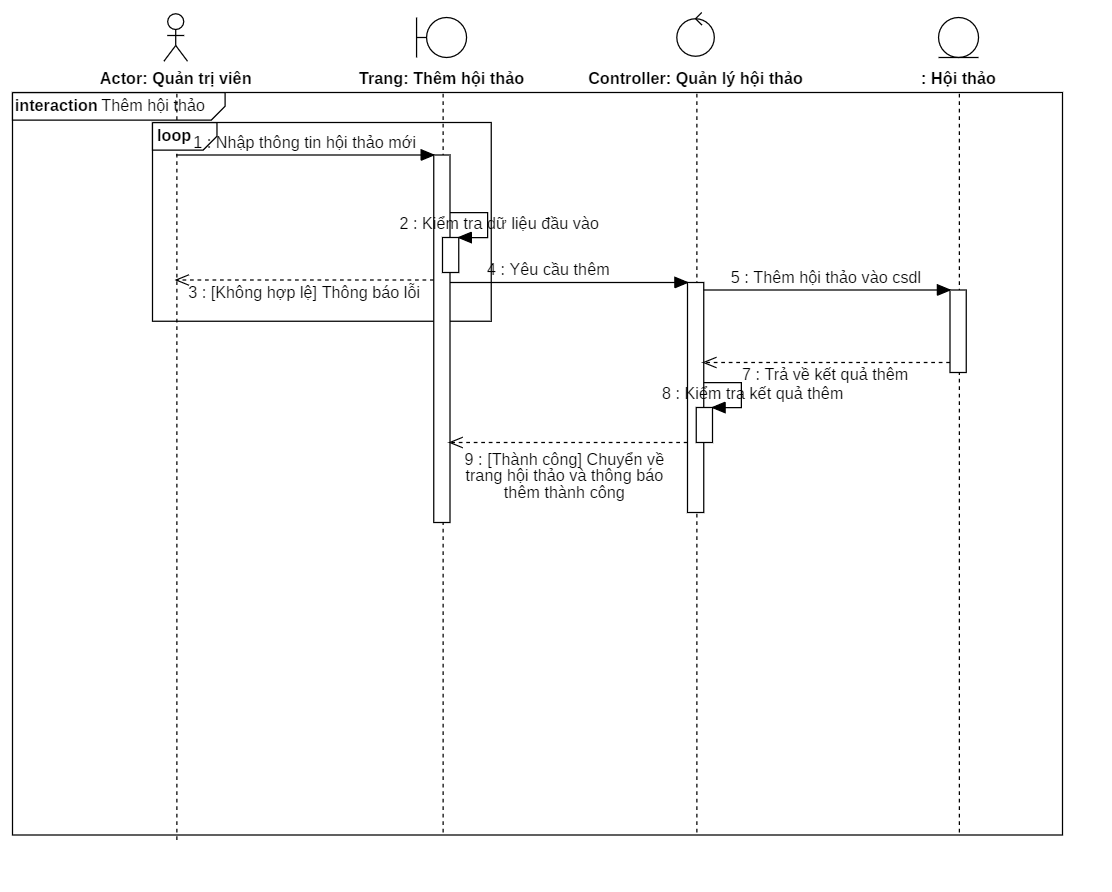 Actor: Quản trị viên
Trang: Thêm hội thảo
Controller: Quản lý hội thảo
: Hội thảo
interaction Thêm hội thảo
loop
1 : Nhập thông tin hội thảo mới
2 : Kiểm tra dữ liệu đầu vào
4 : Yêu cầu thêm
5 : Thêm hội thảo vào csdl
3 : [Không hợp lệ] Thông báo lỗi
7 : Trả về kết quả thêm
8 : Kiểm tra kết quả thêm
9 : [Thành công] Chuyển về
trang hội thảo và thông báo
thêm thành công